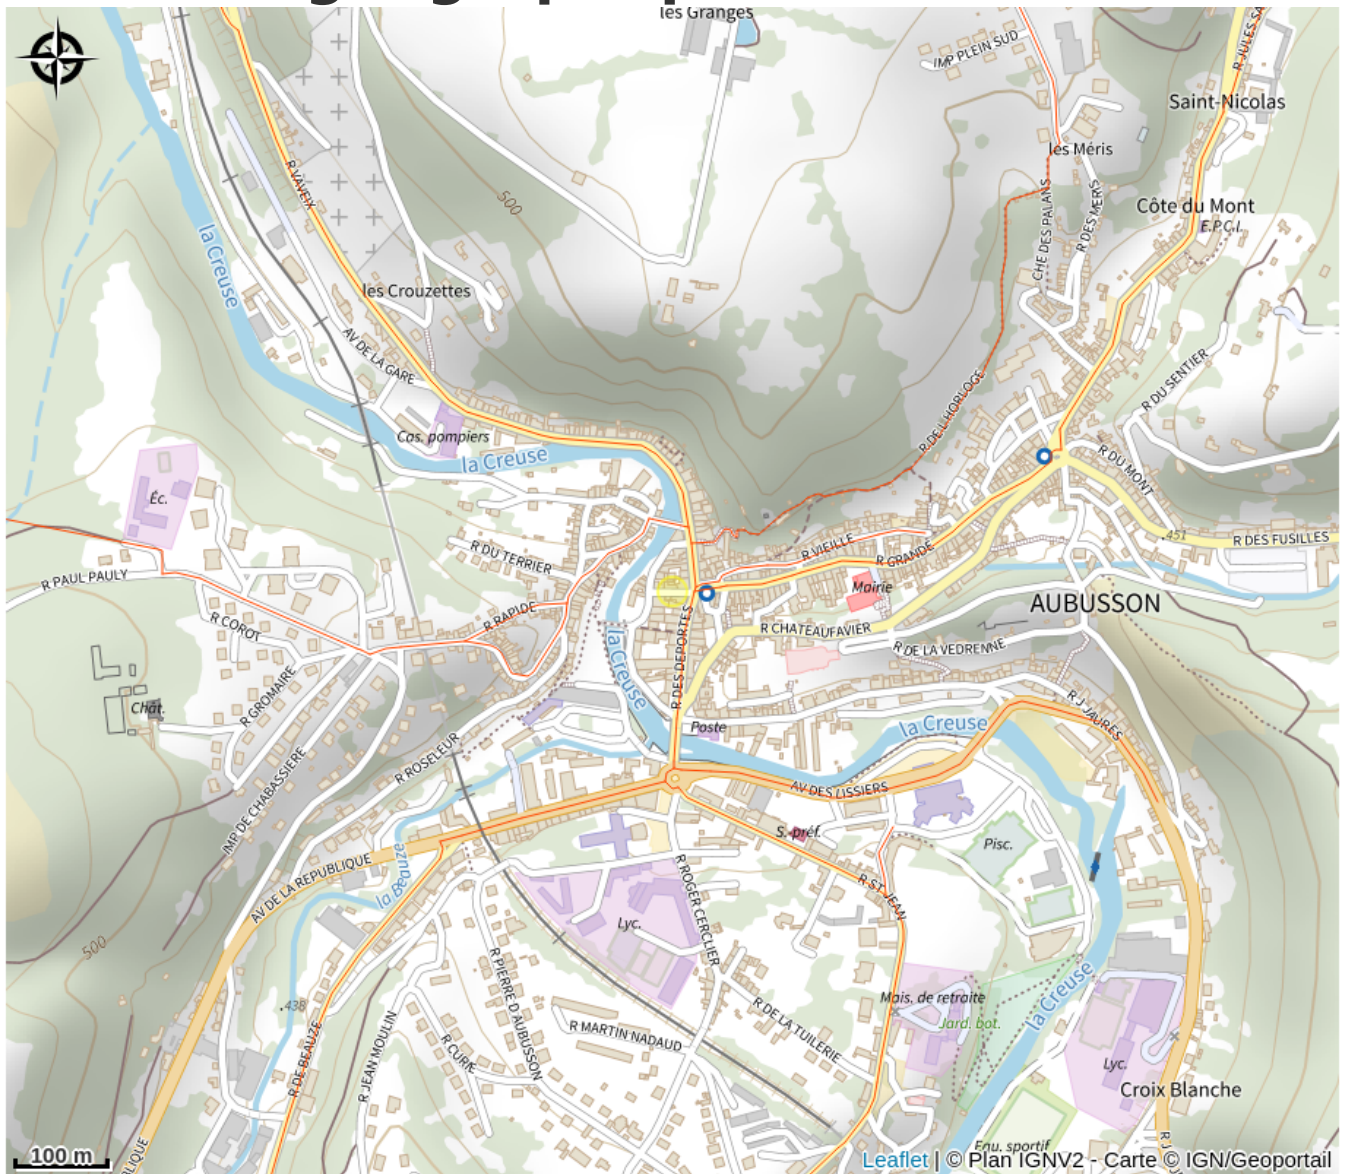 les Granges
IMP PLEIN SUD
R JULES SA
Saint-Nicolas
les Méris
R VAVEIX
500
Côte du Mont
E.P.C.I.
CHE DES PALANS
R DES MERIS
la Creuse
les Crouzettes
AV DE LA GARE
R DU SENTIER
R DE L'HORLOGE
Cas. pompiers
la Creuse
R DU MONT
Éc.
451
R DES FUSILLES
R DU TERRIER
R VIEILLE
R GRANDE
R PAUL PAULY
Mairie
AUBUSSON
R RAPIDE
R COROT
R CHATEAUFAVIER
R DE LA VEDRENNE
la Creuse
R DES DEPORTES
R GROMAIRE
Chât.
R J JAURES
Poste
la Creuse
R ROSELEUR
IMP DE CHABASSIERE
AV DES LISSIERS
S.-préf.
Pisc.
AV DE LA REPUBLIQUE
la Beauze
R ROGER CERCLIER
R ST JEAN
Lyc.
500
R PIERRE D AUBUSSON
Mais. de retraite
438
R DE LA TUILERIE
Jard. bot.
la Creuse
R MARTIN NADAUD
R DE BEAUZE
R JEAN MOULIN
R CURIE
Lyc.
Croix Blanche
Equ. sportif
R J
BLIQUE
100 m
Leaflet | © Plan IGNV2 - Carte © IGN/Geoportail